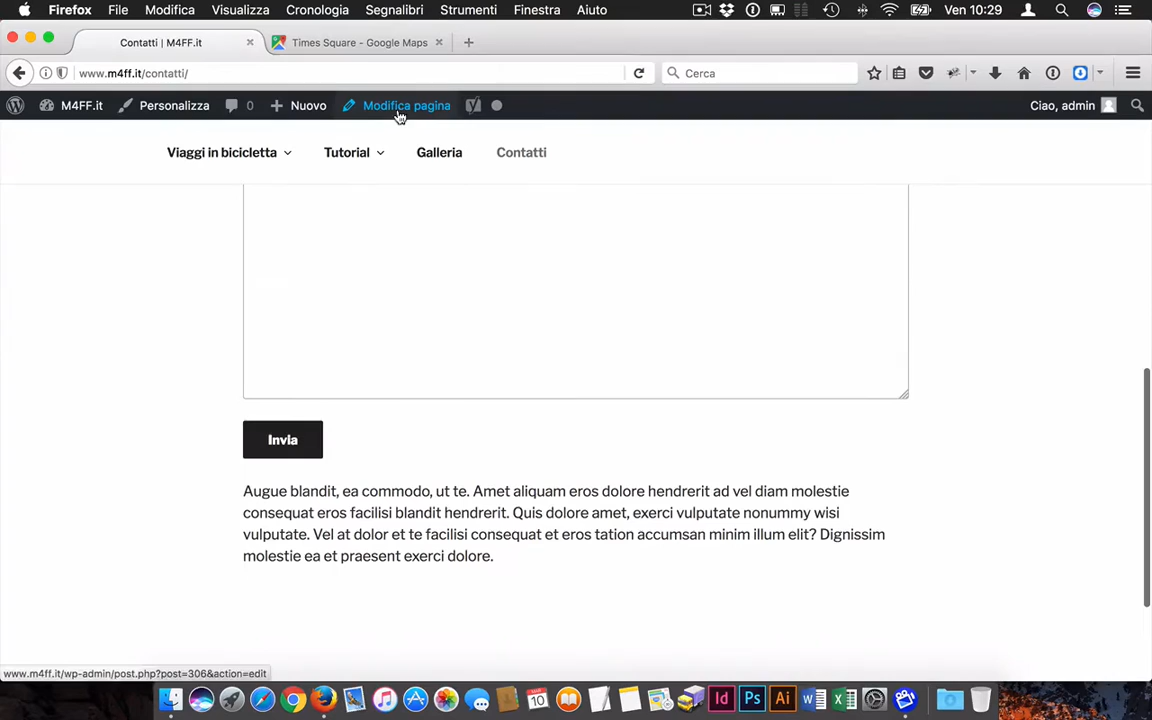 Firefox File Modifica Visualizza Cronologia Segnalibri Strumenti Finestra Aiuto Ven 10:29
Contatti | M4FF.it Times Square - Google Maps
www.m4ff.it/contatti/ Cerca
M4FF.it Personalizza 0 Nuovo Modifica pagina Ciao, admin
Viaggi in bicicletta Tutorial Galleria Contatti
Invia
Augue blandit, ea commodo, ut te. Amet aliquam eros dolore hendrerit ad vel diam molestie
consequat eros facilisi blandit hendrerit. Quis dolore amet, exerci vulputate nonummy wisi
vulputate. Vel at dolor et te facilisi consequat et eros tation accumsan minim illum elit? Dignissim
molestie ea et praesent exerci dolore.
www.m4ff.it/wp-admin/post.php?post=306&action=edit
10 Id Ps Ai W X